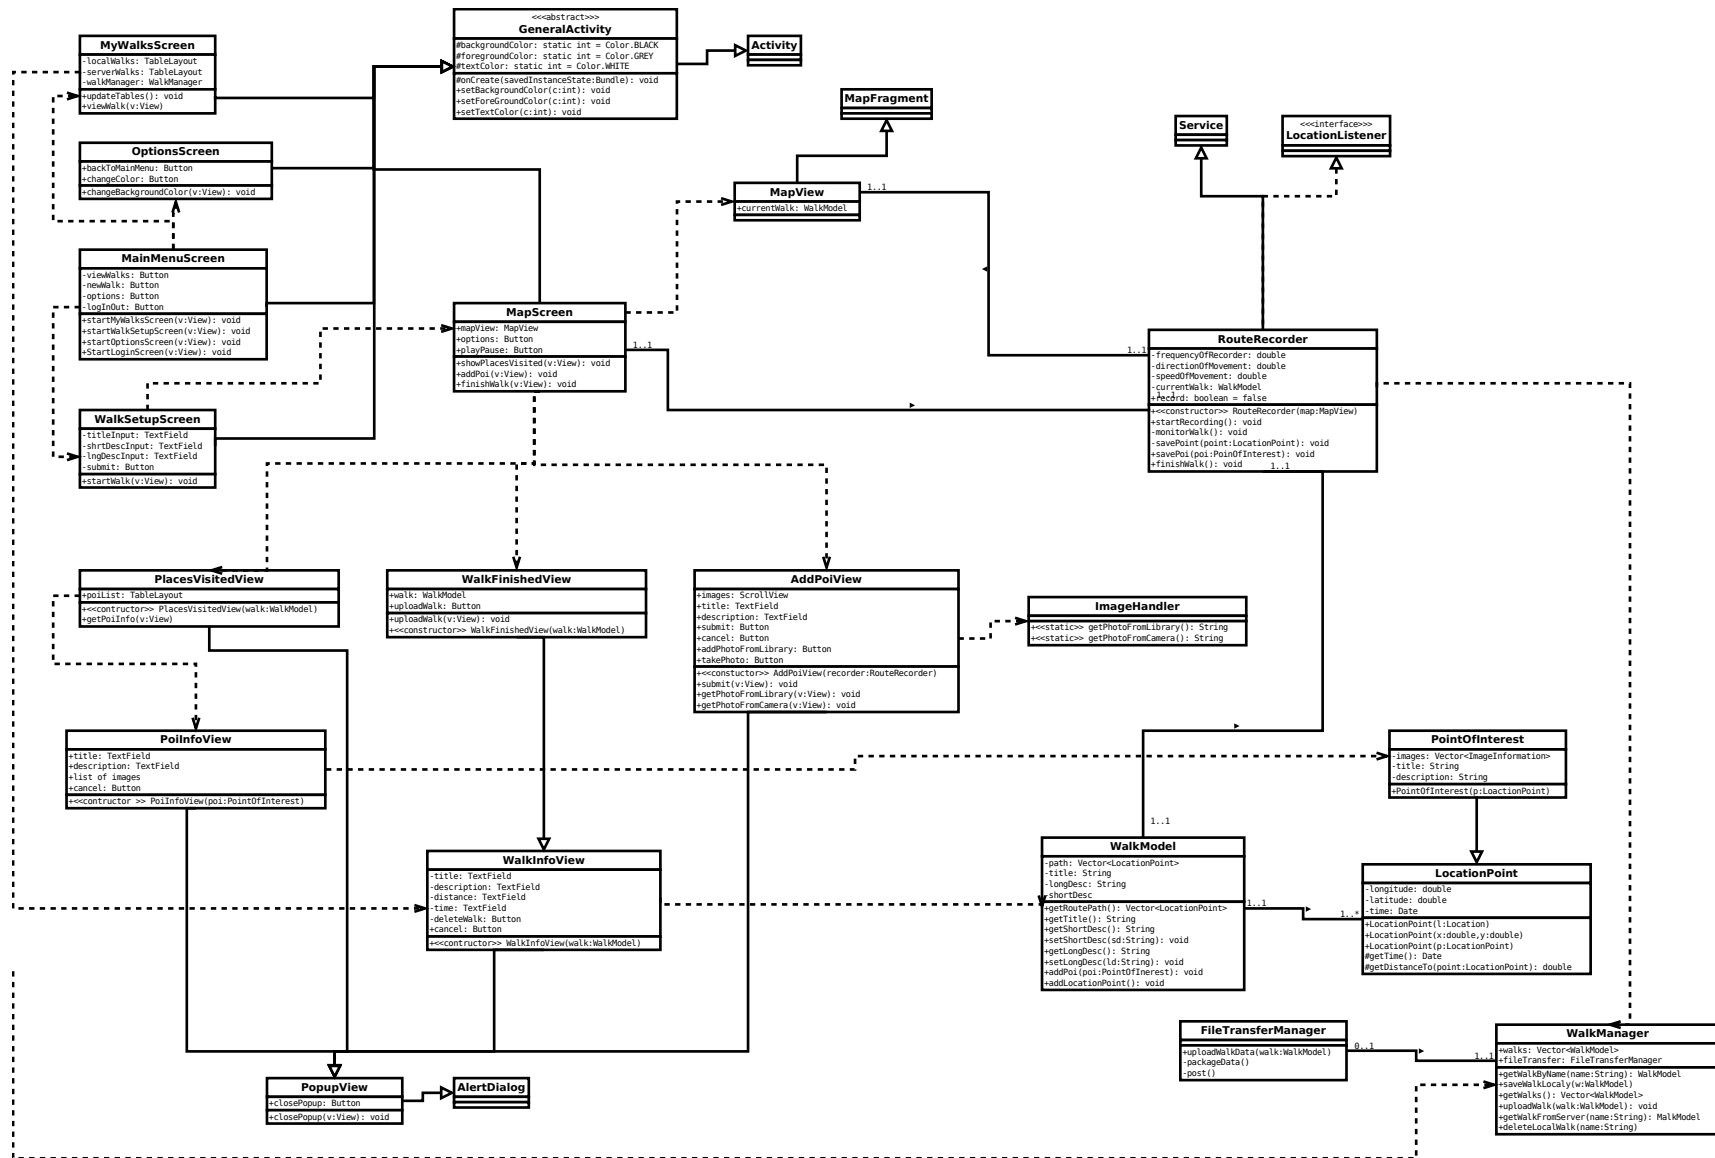 <<<abstract>>>
GeneralActivity
#backgroundColor: static int = Color.BLACK
#foregroundColor: static int = Color.GREY
#textColor: static int = Color.WHITE
#onCreate(savedInstanceState:Bundle): void
+setBackgroundColor(c:int): void
+setForeGroundColor(c:int): void
+setTextColor(c:int): void
Activity
MyWalksScreen
-localWalks: TableLayout
-serverWalks: TableLayout
-walkManager: WalkManager
+updateTables(): void
+viewWalk(v:View)
MapFragment
Service
<<<interface>>>
LocationListener
OptionsScreen
+backToMainMenu: Button
+changeColor: Button
+changeBackgroundColor(v:View): void
MapView
+currentWalk: WalkModel
1..1
MainMenuScreen
-viewWalks: Button
-newWalk: Button
-options: Button
-logInOut: Button
+startMyWalksScreen(v:View): void
+startWalkSetupScreen(v:View): void
+startOptionsScreen(v:View): void
+StartLoginScreen(v:View): void
MapScreen
+mapView: MapView
+options: Button
+playPause: Button
+showPlacesVisited(v:View): void
+addPoi(v:View): void
+finishWalk(v:View): void
1..1
1..1
RouteRecorder
-frequencyOfRecorder: double
-directionOfMovement: double
-speedOfMovement: double
-currentWalk: WalkModel
+record: boolean = false
1..1
+<<constructor>> RouteRecorder(map:MapView)
+startRecording(): void
-monitorWalk(): void
-savePoint(point:LocationPoint): void
+savePoi(poi:PoinOfInterest): void
+finishWalk(): void
1..1
WalkSetupScreen
-titleInput: TextField
-shrtDescInput: TextField
-lngDescInput: TextField
-submit: Button
+startWalk(v:View): void
PlacesVisitedView
+poiList: TableLayout
+<<contructor>> PlacesVisitedView(walk:WalkModel)
+getPoiInfo(v:View)
WalkFinishedView
+walk: WalkModel
+uploadWalk: Button
+uploadWalk(v:View): void
+<<constructor>> WalkFinishedView(walk:WalkModel)
AddPoiView
+images: ScrollView
+title: TextField
+description: TextField
+submit: Button
+cancel: Button
+addPhotoFromLibrary: Button
+takePhoto: Button
+<<constuctor>> AddPoiView(recorder:RouteRecorder)
+submit(v:View): void
+getPhotoFromLibrary(v:View): void
+getPhotoFromCamera(v:View): void
ImageHandler
+<<static>> getPhotoFromLibrary(): String
+<<static>> getPhotoFromCamera(): String
PoiInfoView
+title: TextField
+description: TextField
+list of images
+cancel: Button
+<<contructor >> PoiInfoView(poi:PointOfInterest)
PointOfInterest
-images: Vector<ImageInformation>
-title: String
-description: String
+PointOfInterest(p:LoactionPoint)
WalkInfoView
-title: TextField
-description: TextField
-distance: TextField
-time: TextField
-deleteWalk: Button
+cancel: Button
+<<contructor>> WalkInfoView(walk:WalkModel)
1..1
WalkModel
-path: Vector<LocationPoint>
-title: String
-longDesc: String
-shortDesc
+getRoutePath(): Vector<LocationPoint>
+getTitle(): String
+getShortDesc(): String
+setShortDesc(sd:String): void
+getLongDesc(): String
+setLongDesc(ld:String): void
+addPoi(poi:PointOfInerest): void
+addLocationPoint(): void
1..1
1..*
LocationPoint
-longitude: double
-latitude: double
-time: Date
+LocationPoint(l:Location)
+LocationPoint(x:double,y:double)
+LocationPoint(p:LocationPoint)
#getTime(): Date
#getDistanceTo(point:LocationPoint): double
FileTransferManager
+uploadWalkData(walk:WalkModel)
-packageData()
-post()
0..1
1..1
WalkManager
+walks: Vector<WalkModel>
+fileTransfer: FileTransferManager
+getWalkByName(name:String): WalkModel
+saveWalkLocaly(w:WalkModel)
+getWalks(): Vector<WalkModel>
+uploadWalk(walk:WalkModel): void
+getWalkFromServer(name:String): MalkModel
+deleteLocalWalk(name:String)
PopupView
+closePopup: Button
+closePopup(v:View): void
AlertDialog